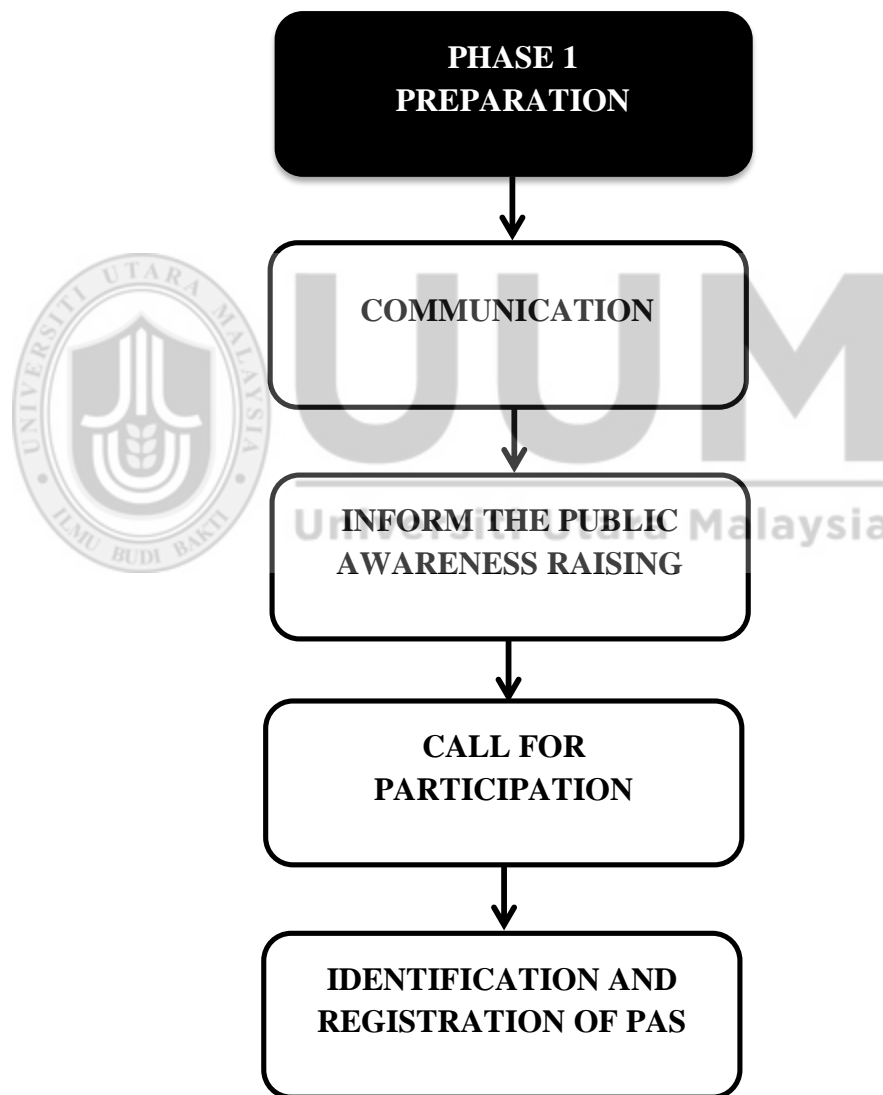 PHASE 1
PREPARATION
COMMUNICATION
UNIVERSITI UTARA MALAYSIA
ILMU BUDI BAKTI
UUM
Universiti Utara Malaysia
INFORM THE PUBLIC
AWARENESS RAISING
CALL FOR
PARTICIPATION
IDENTIFICATION AND
REGISTRATION OF PAS